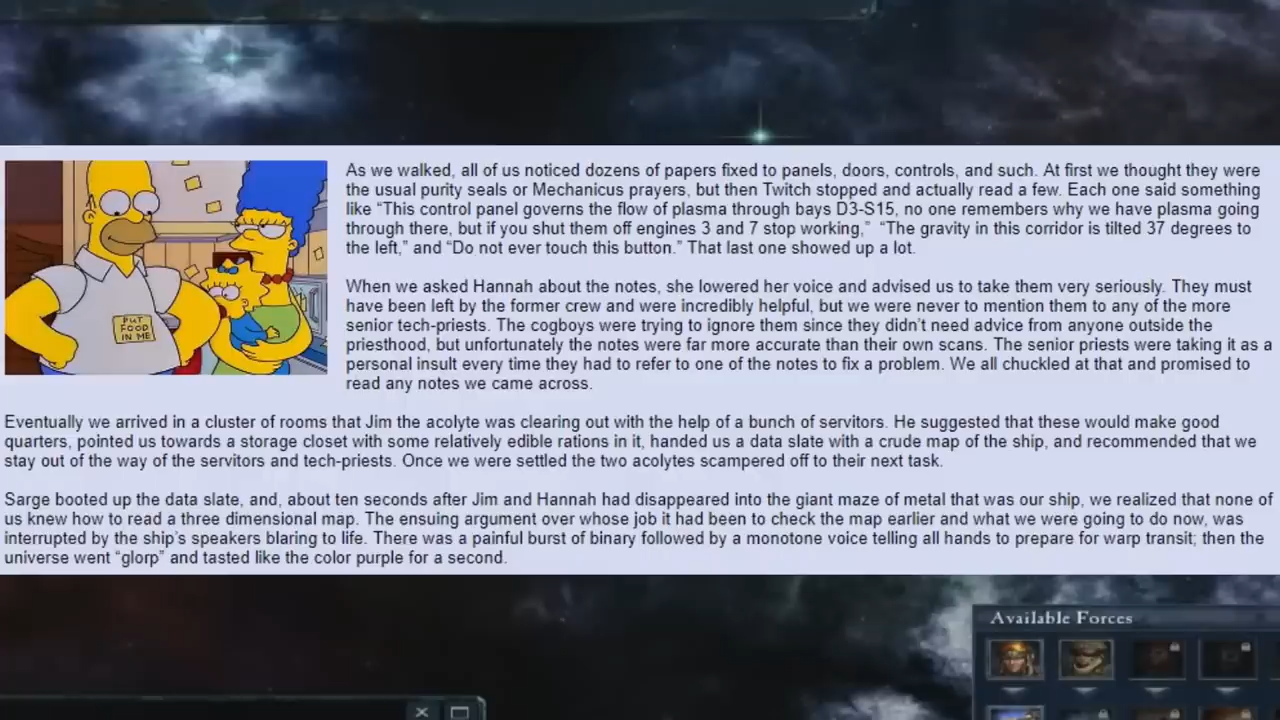 PUT
FOOD
IN ME
As we walked, all of us noticed dozens of papers fixed to panels, doors, controls, and such. At first we thought they were
the usual purity seals or Mechanicus prayers, but then Twitch stopped and actually read a few. Each one said something
like “This control panel governs the flow of plasma through bays D3-S15, no one remembers why we have plasma going
through there, but if you shut them off engines 3 and 7 stop working,” “The gravity in this corridor is tilted 37 degrees to
the left,” and “Do not ever touch this button.” That last one showed up a lot.
When we asked Hannah about the notes, she lowered her voice and advised us to take them very seriously. They must
have been left by the former crew and were incredibly helpful, but we were never to mention them to any of the more
senior tech-priests. The cogboys were trying to ignore them since they didn’t need advice from anyone outside the
priesthood, but unfortunately the notes were far more accurate than their own scans. The senior priests were taking it as a
personal insult every time they had to refer to one of the notes to fix a problem. We all chuckled at that and promised to
read any notes we came across.
Eventually we arrived in a cluster of rooms that Jim the acolyte was clearing out with the help of a bunch of servitors. He suggested that these would make good
quarters, pointed us towards a storage closet with some relatively edible rations in it, handed us a data slate with a crude map of the ship, and recommended that we
stay out of the way of the servitors and tech-priests. Once we were settled the two acolytes scampered off to their next task.
Sarge booted up the data slate, and, about ten seconds after Jim and Hannah had disappeared into the giant maze of metal that was our ship, we realized that none of
us knew how to read a three dimensional map. The ensuing argument over whose job it had been to check the map earlier and what we were going to do now, was
interrupted by the ship’s speakers blaring to life. There was a painful burst of binary followed by a monotone voice telling all hands to prepare for warp transit; then the
universe went “glorp” and tasted like the color purple for a second.
Available Forces